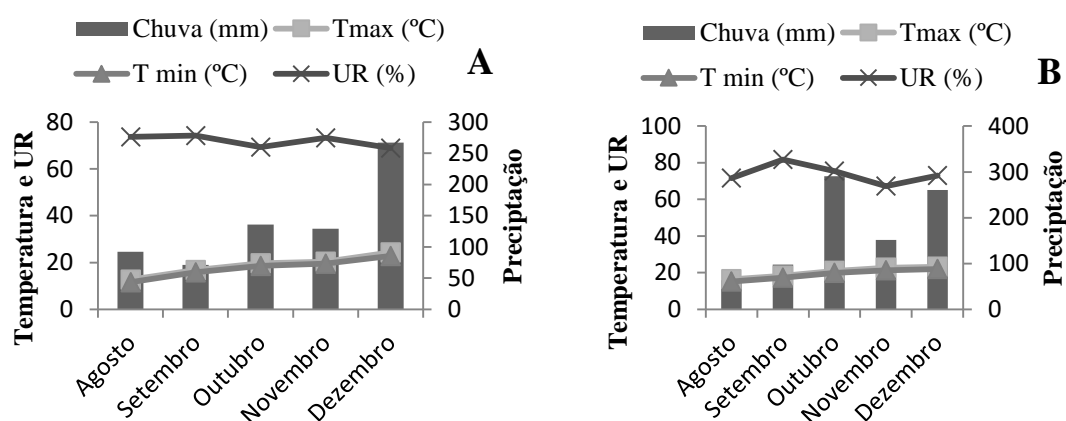 Chuva (mm) Tmax (ºC)
T min (ºC) UR (%)
A
Temperatura e UR
80
60
40
20
0
300
250
200
150
100
50
0
Preciptação
Agosto
Setembro
Outubro
Novembro
Dezembro
Chuva (mm) Tmax (ºC)
T min (ºC) UR (%)
B
Temperatura e UR
100
80
60
40
20
0
400
300
200
100
0
Preciptação
Agosto
Setembro
Outubro
Novembro
Dezembro